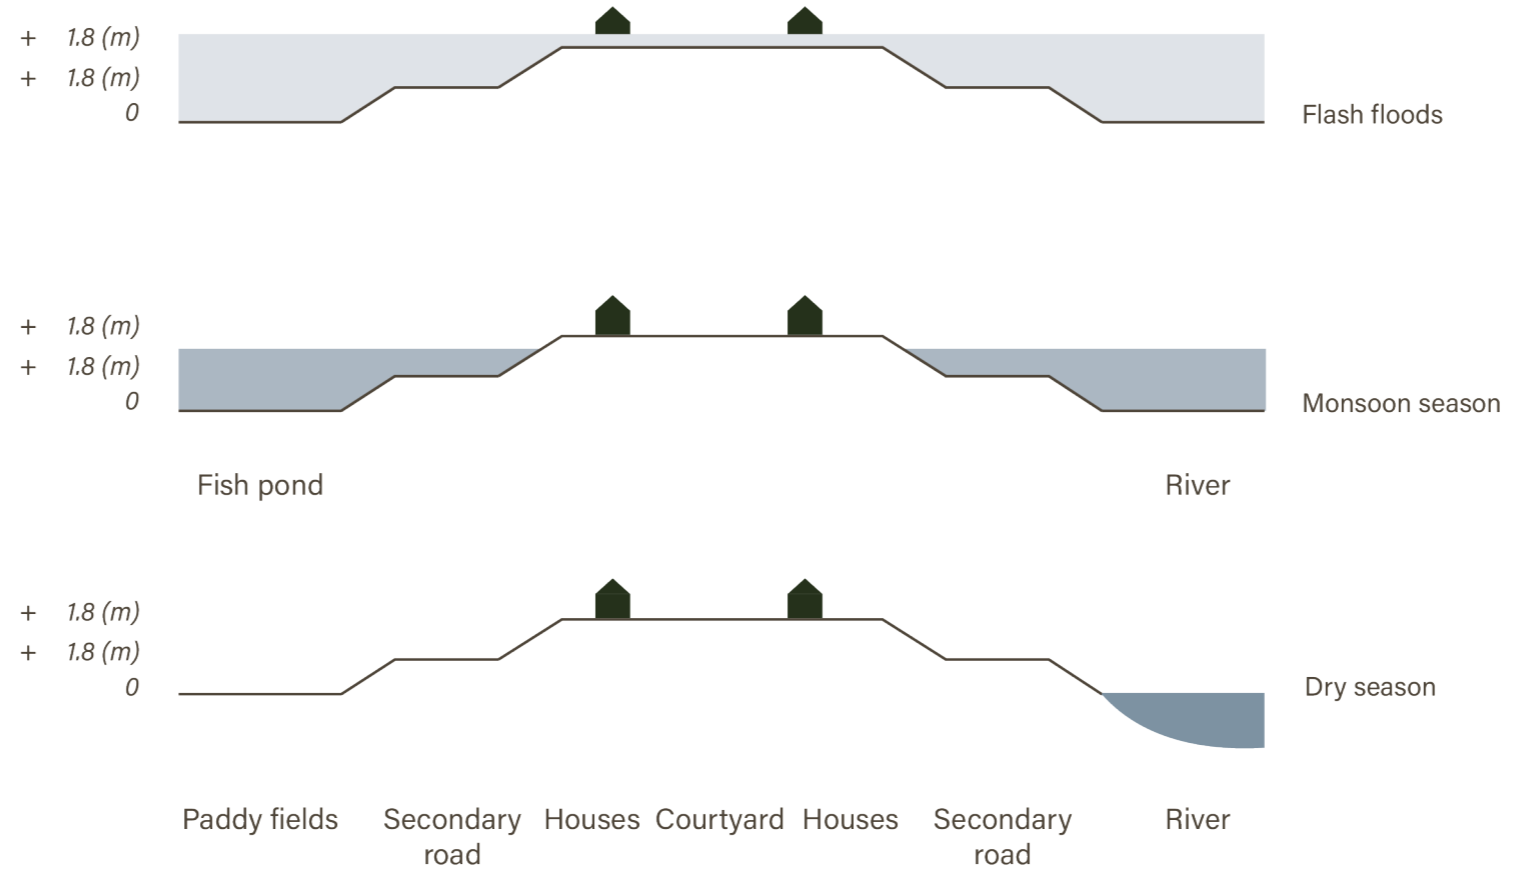 + 1.8 (m)
+ 1.8 (m)
0
Flash floods
+ 1.8 (m)
+ 1.8 (m)
0
Monsoon season
Fish pond
River
+ 1.8 (m)
+ 1.8 (m)
0
Dry season
Paddy fields
Secondary
road
Houses
Courtyard
Houses
Secondary
road
River